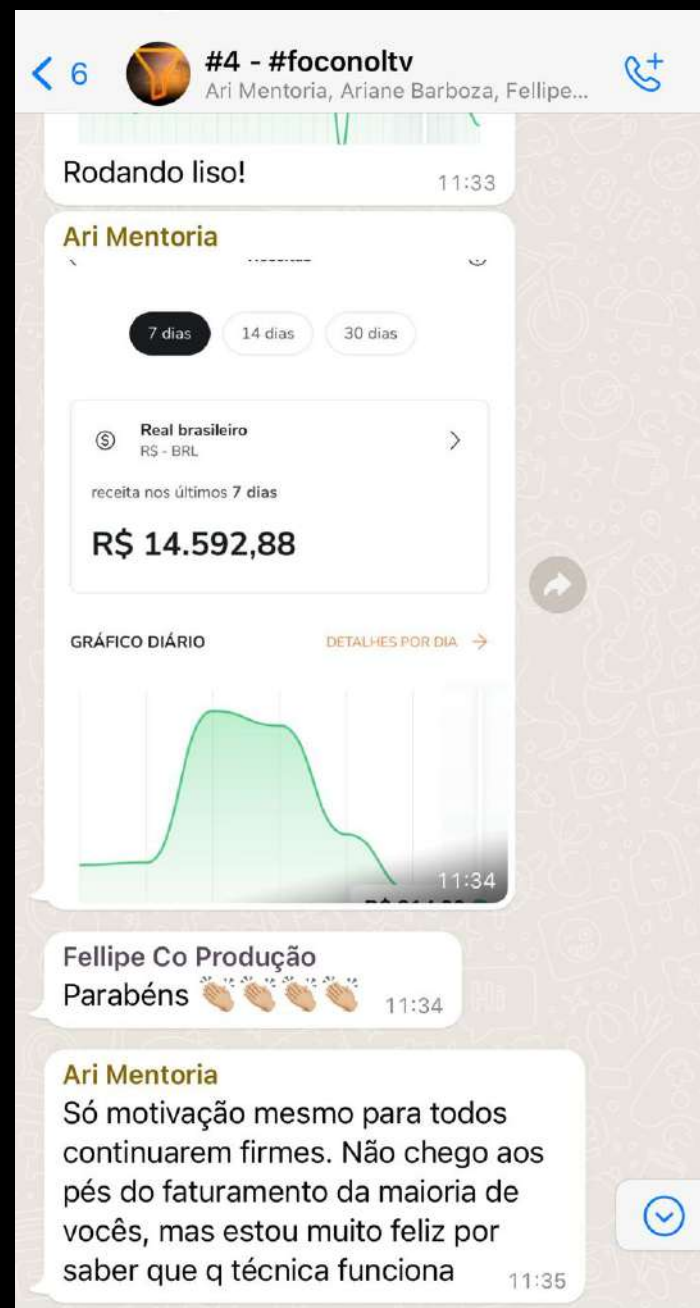 6
#4 - #foconoltv
Ari Mentoria, Ariane Barboza, Fellipe...
Rodando liso!
11:33
Ari Mentoria
7 dias
14 dias
30 dias
Real brasileiro
R$ - BRL
receita nos últimos 7 dias
R$ 14.592,88
GRÁFICO DIÁRIO
DETALHES POR DIA
11:34
Fellipe Co Produção
Parabéns 👏🏼👏🏼👏🏼👏🏼
11:34
Ari Mentoria
Só motivação mesmo para todos
continuarem firmes. Não chego aos
pés do faturamento da maioria de
vocês, mas estou muito feliz por
saber que q técnica funciona
11:35